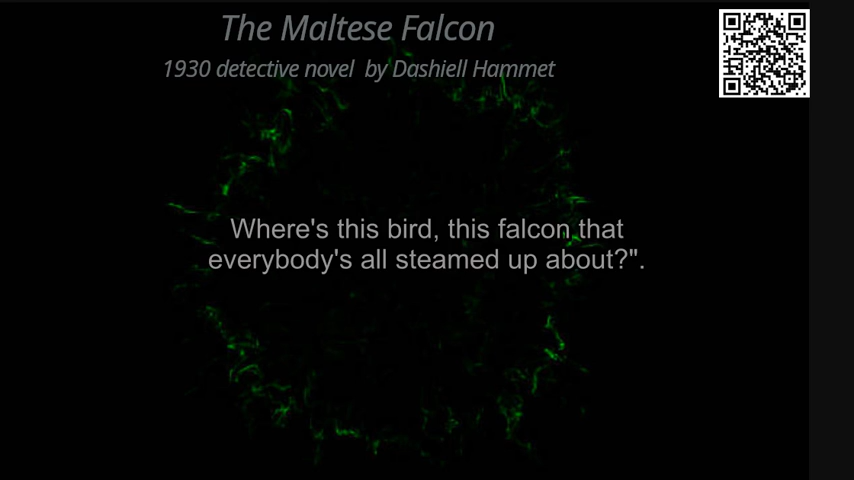 The Maltese Falcon
1930 detective novel by Dashiell Hammet
Where's this bird, this falcon that
everybody's all steamed up about?".